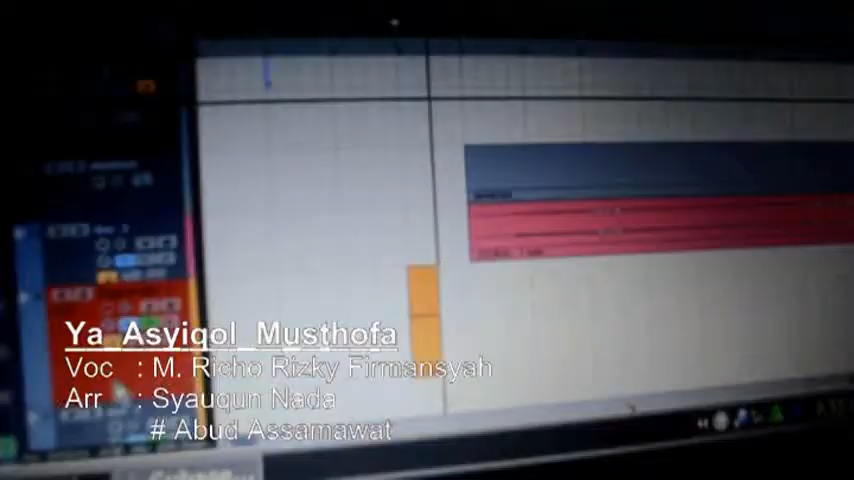 Ya_Asyiqol_Musthofa
Voc : M. Richo Rizky Firmansyah
Arr : Syauqun Nada
# Abud Assamawat